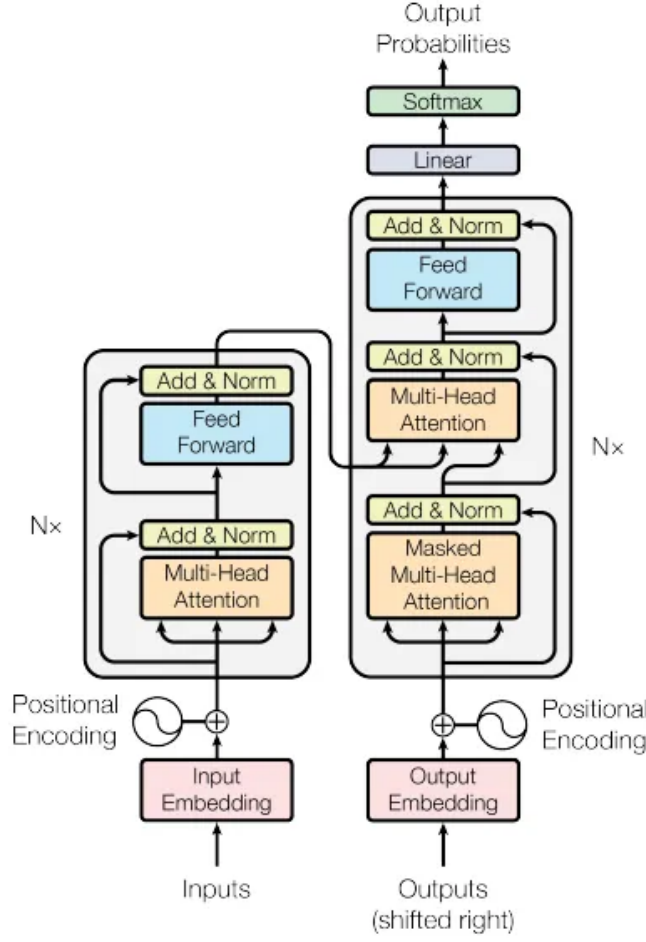 Output
Probabilities
Softmax
Linear
Add & Norm
Feed
Forward
Add & Norm
Multi-Head
Attention
Nx
Add & Norm
Masked
Multi-Head
Attention
Add & Norm
Feed
Forward
Nx
Add & Norm
Multi-Head
Attention
Positional
Encoding
Positional
Encoding
Input
Embedding
Output
Embedding
Inputs
Outputs
(shifted right)